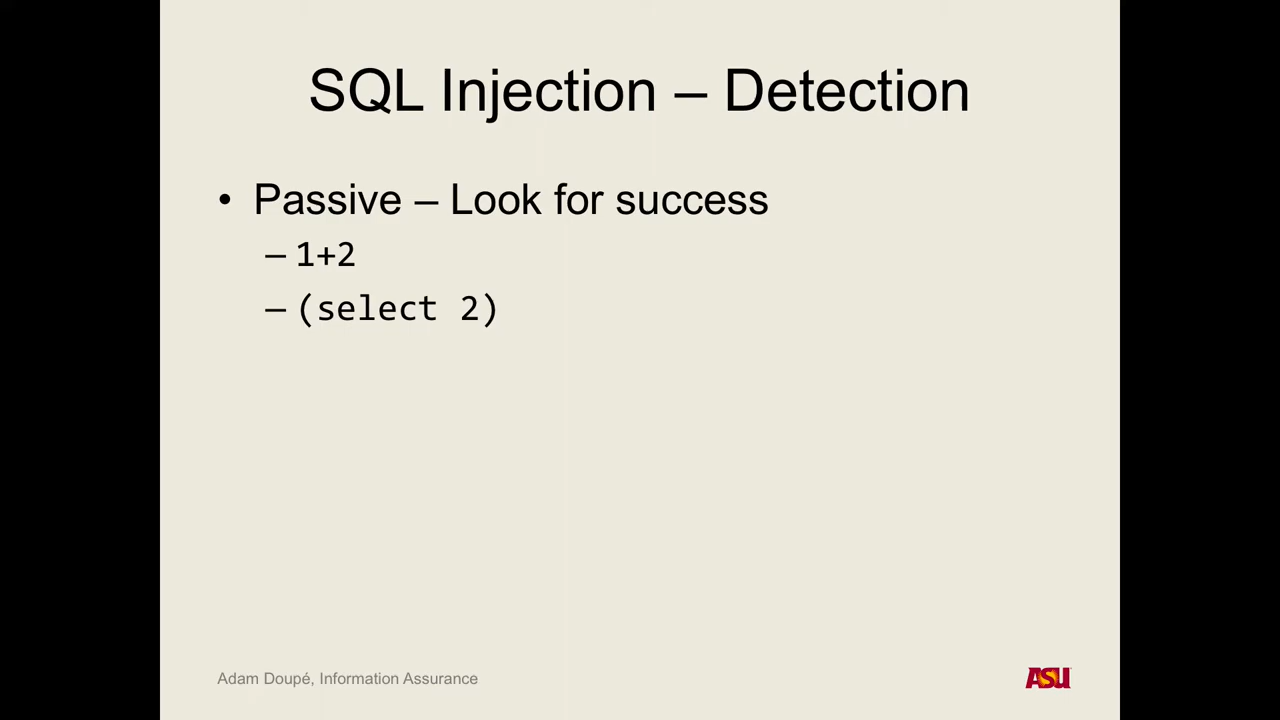 SQL Injection – Detection
• Passive – Look for success
– 1+2
– (select 2)
Adam Doupé, Information Assurance
ASU